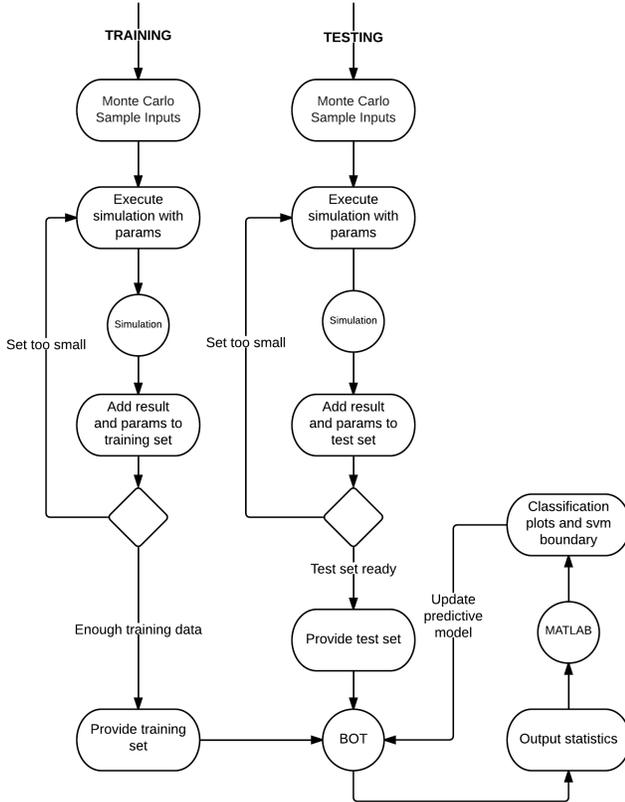 TRAINING
Monte Carlo
Sample Inputs
Execute
simulation with
params
Simulation
Set too small
Add result
and params to
training set
Enough training data
Provide training
set
TESTING
Monte Carlo
Sample Inputs
Execute
simulation with
params
Simulation
Set too small
Add result
and params to
test set
Test set ready
Provide test set
BOT
Update
predictive
model
Classification
plots and svm
boundary
MATLAB
Output statistics